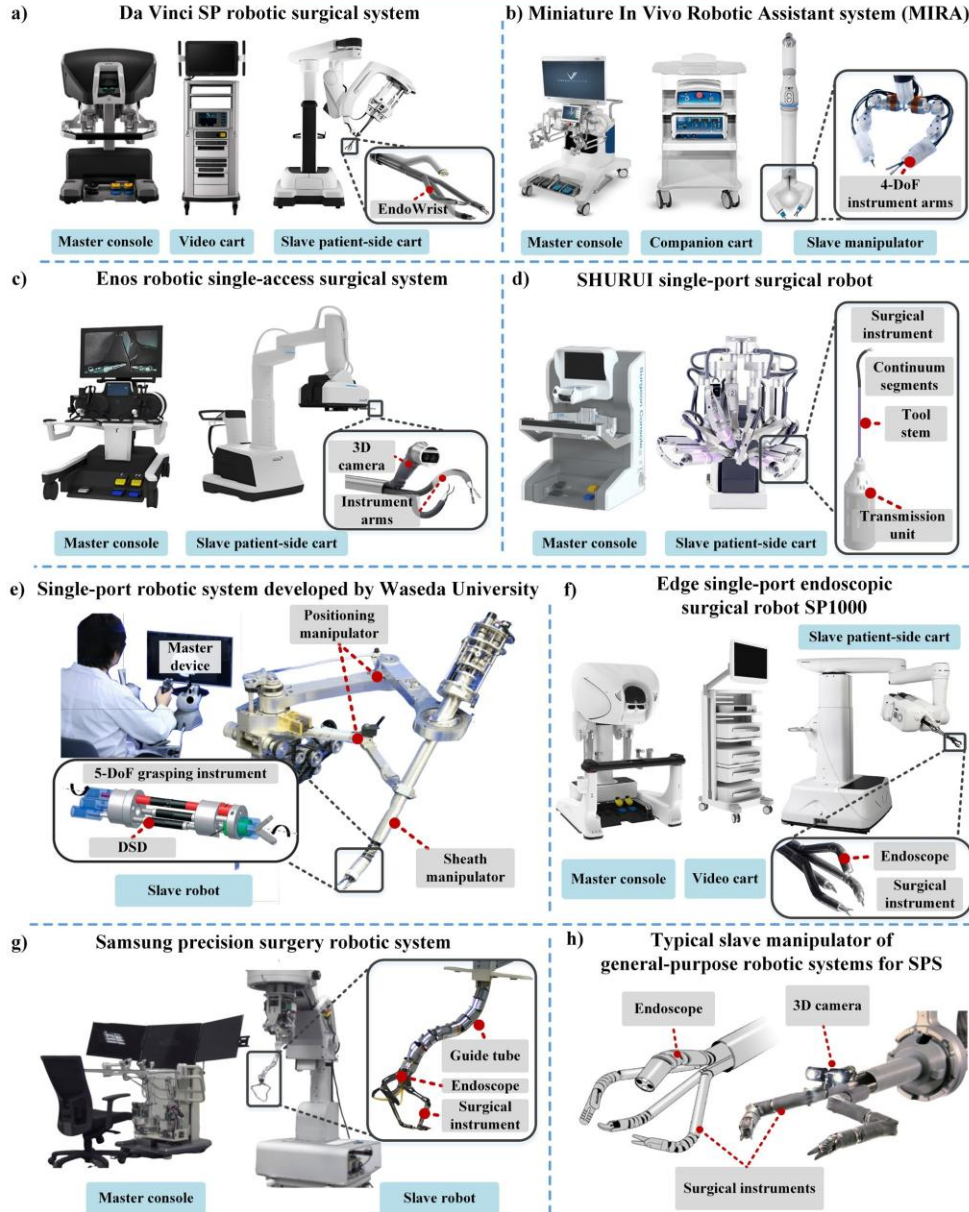 a)
Da Vinci SP robotic surgical system
EndoWrist
Master console
Video cart
Slave patient-side cart
b) Miniature In Vivo Robotic Assistant system (MIRA)
4-DoF
instrument arms
Master console
Companion cart
Slave manipulator
c)
Enos robotic single-access surgical system
3D
camera
Instrument
arms
Master console
Slave patient-side cart
d)
SHURUI single-port surgical robot
Surgical
instrument
Continuum
segments
Tool
stem
Transmission
unit
Surgeon Console
Master console
Slave patient-side cart
e) Single-port robotic system developed by Waseda University
Positioning
manipulator
Master
device
5-DoF grasping instrument
DSD
Sheath
manipulator
Slave robot
f)
Edge single-port endoscopic
surgical robot SP1000
Slave patient-side cart
Endoscope
Surgical
instrument
Master console
Video cart
g)
Samsung precision surgery robotic system
Guide tube
Endoscope
Surgical
instrument
Master console
Slave robot
h)
Typical slave manipulator of
general-purpose robotic systems for SPS
Endoscope
3D camera
Surgical instruments